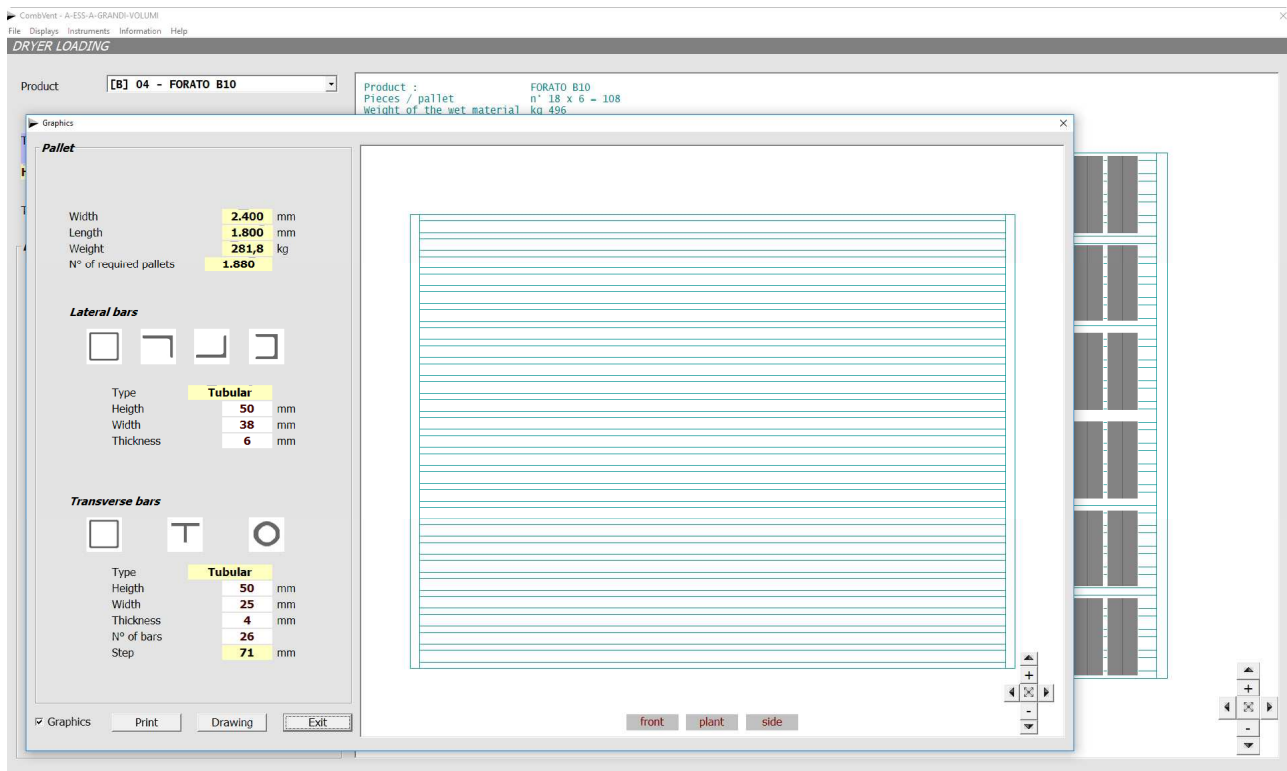 CombVent - A-ESS-A-GRANDI-VOLUMI
File Displays Instruments Information Help
DRYER LOADING
Product [B] 04 - FORATO B10
Product : FORATO B10
Pieces / pallet n° 18 x 6 = 108
Weight of the wet material kg 496
Graphics
Pallet
Width 2.400 mm
Length 1.800 mm
Weight 281,8 kg
N° of required pallets 1.880
Lateral bars
Type Tubular
Heigth 50 mm
Width 38 mm
Thickness 6 mm
Transverse bars
Type Tubular
Heigth 50 mm
Width 25 mm
Thickness 4 mm
N° of bars 26
Step 71 mm
Graphics Print Drawing Exit
front plant side
+
-
+
-